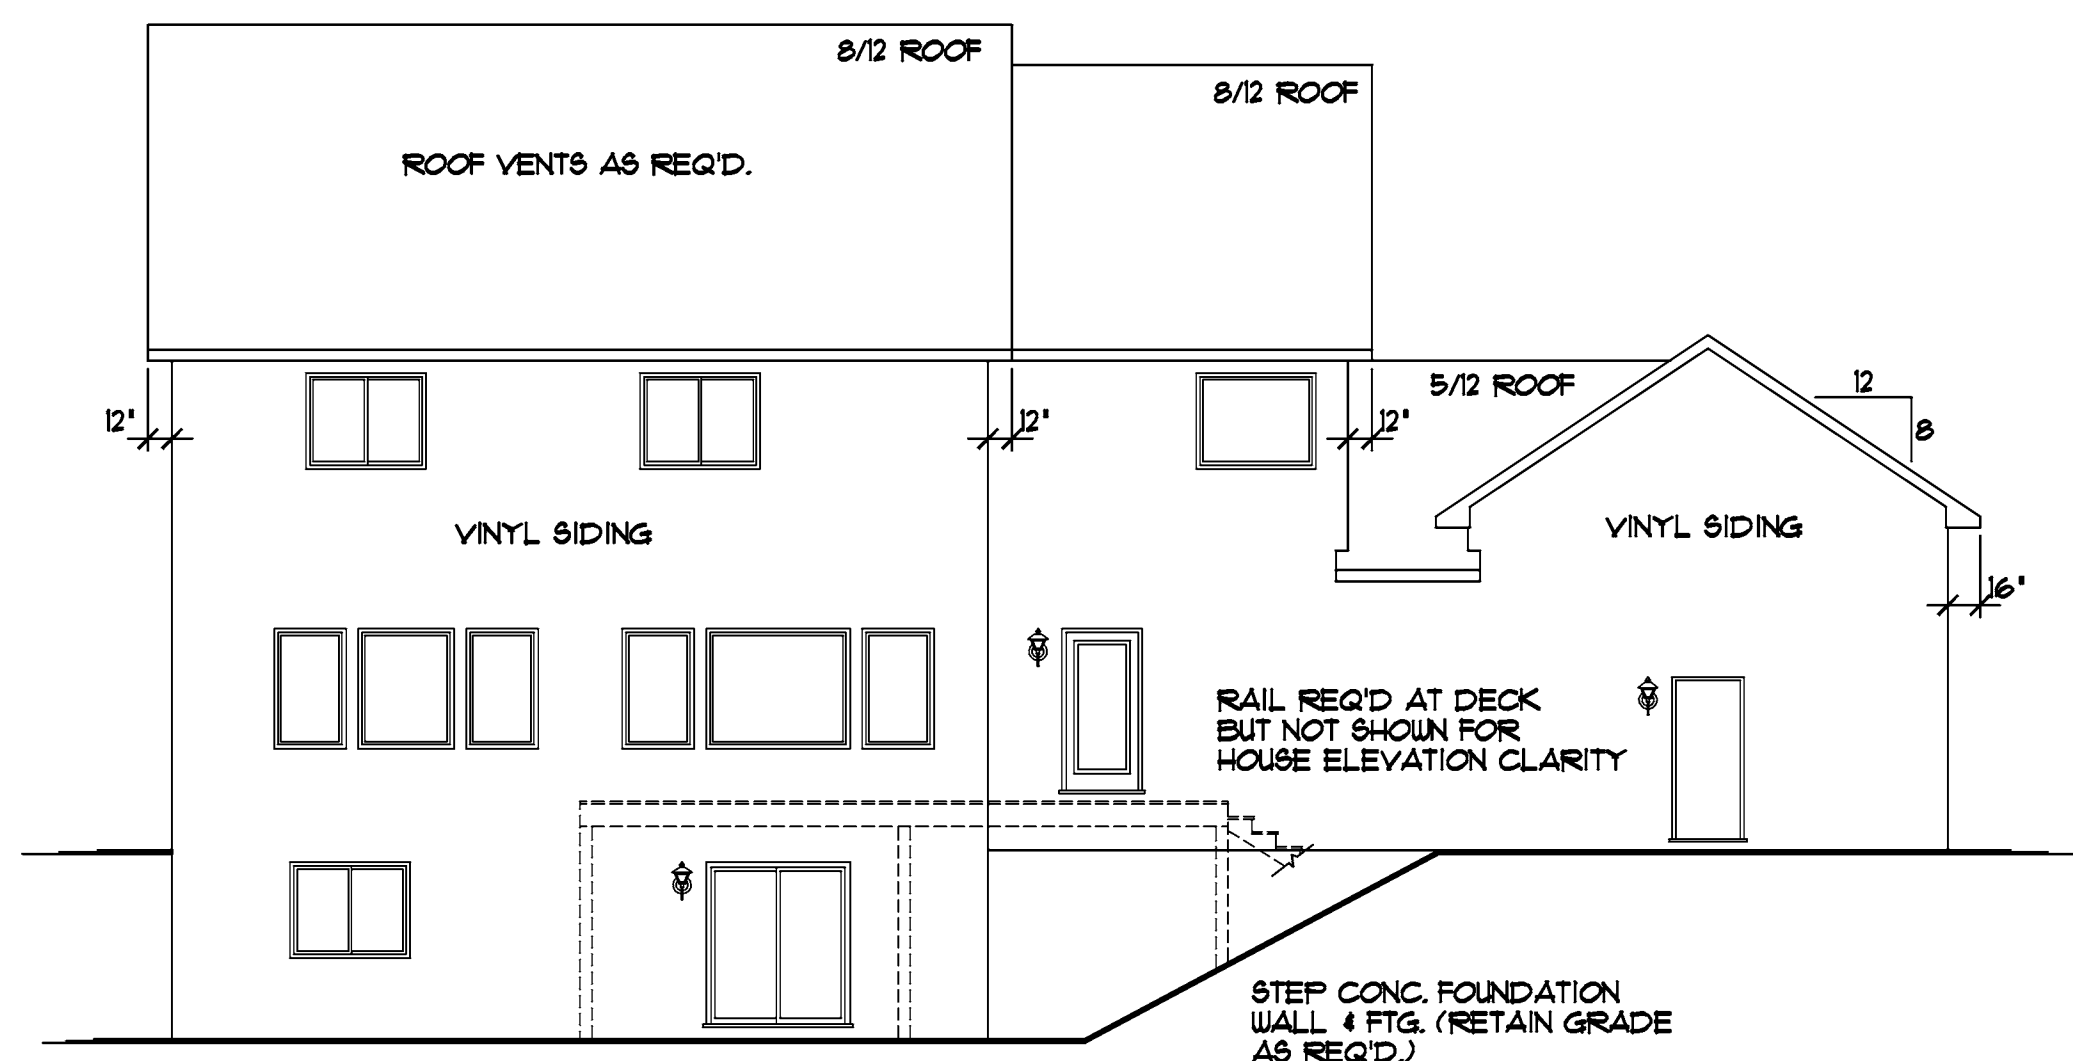 8/12 ROOF
8/12 ROOF
ROOF VENTS AS REQ'D.
5/12 ROOF
12
8
12"
12"
12"
VINYL SIDING
VINYL SIDING
16"
RAIL REQ'D AT DECK
BUT NOT SHOWN FOR
HOUSE ELEVATION CLARITY
STEP CONC. FOUNDATION
WALL & FTG. (RETAIN GRADE
AS REQ'D.)